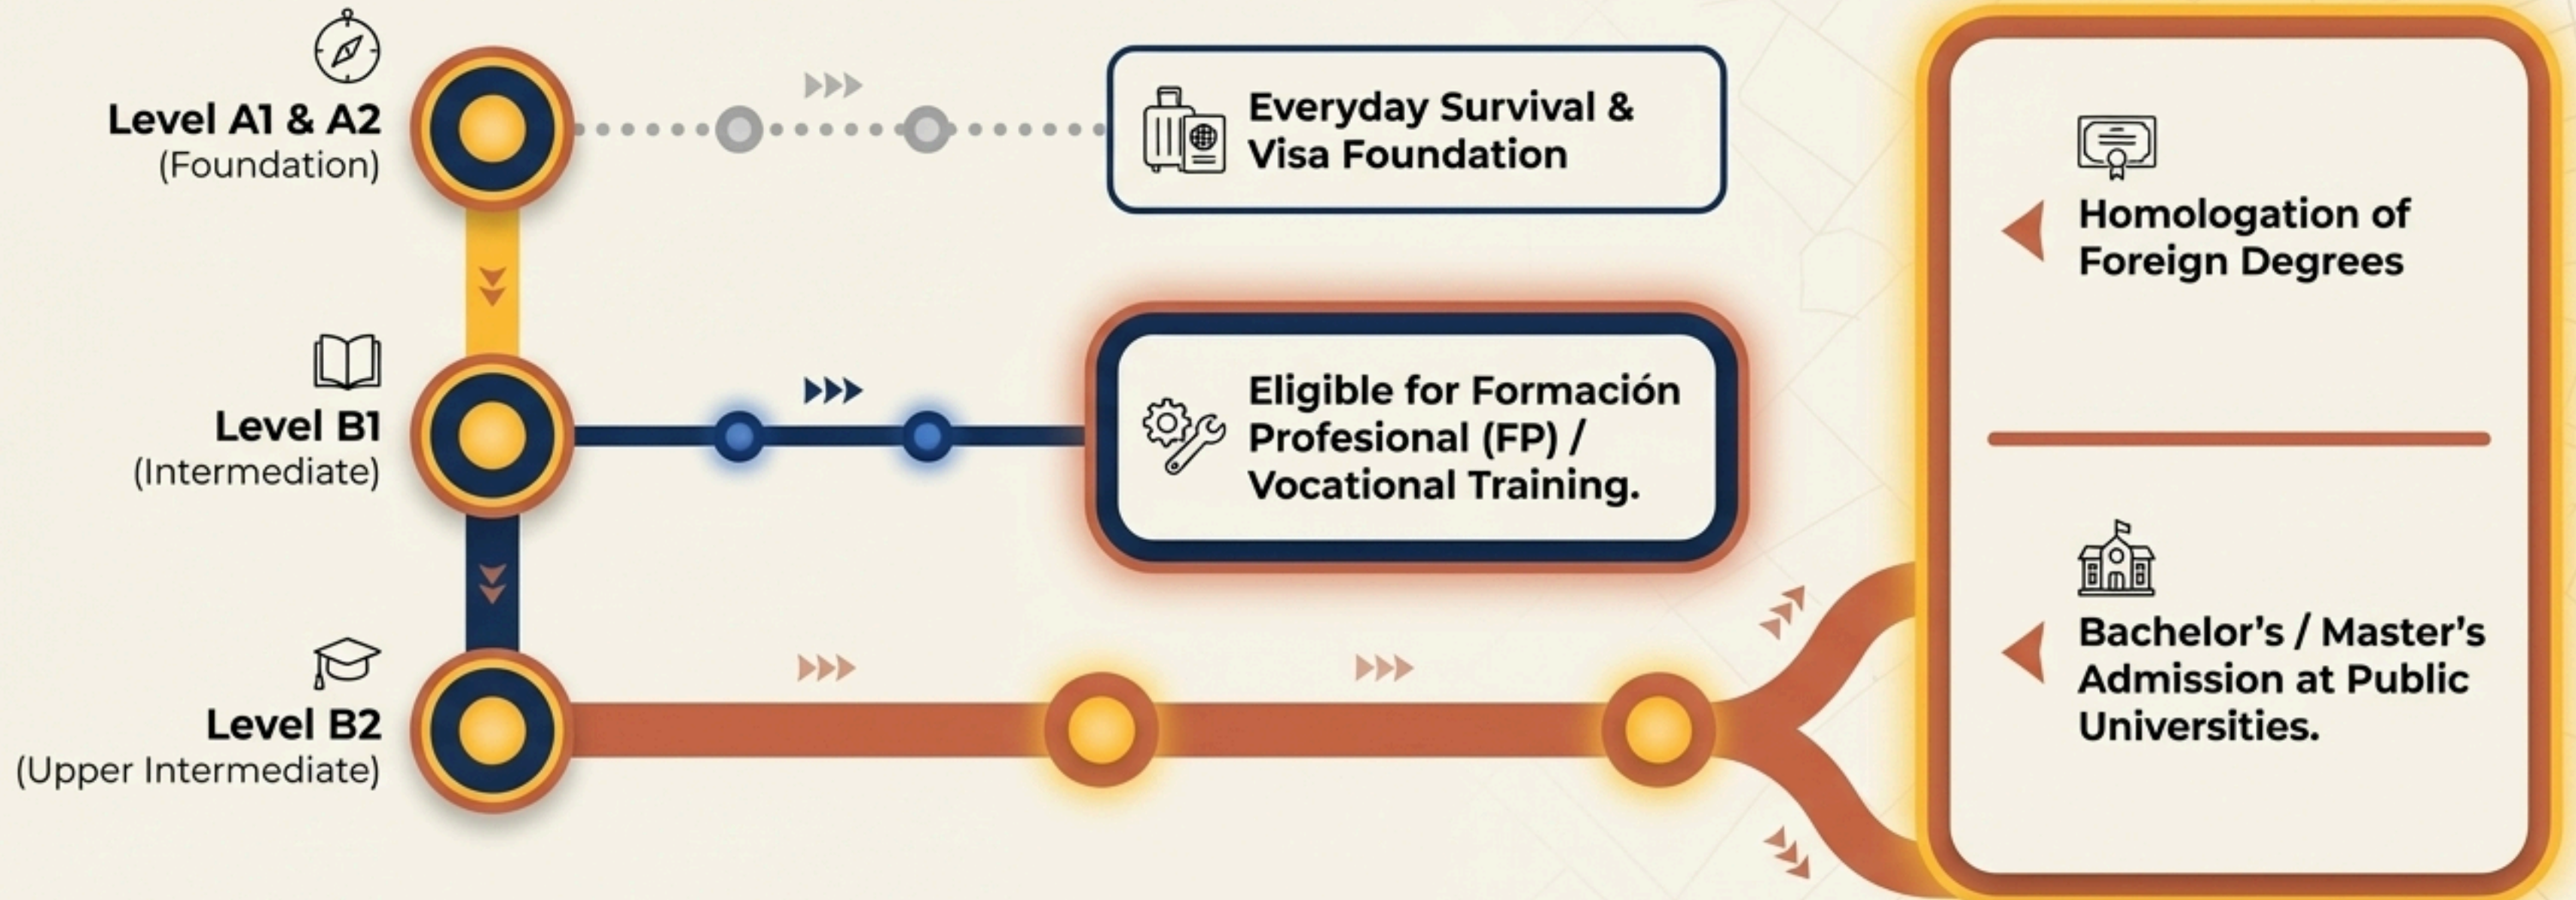 Level A1 & A2
(Foundation)
Everyday Survival &
Visa Foundation
Level B1
(Intermediate)
Eligible for Formación
Profesional (FP) /
Vocational Training.
Level B2
(Upper Intermediate)
Homologation of
Foreign Degrees
Bachelor’s / Master’s
Admission at Public
Universities.